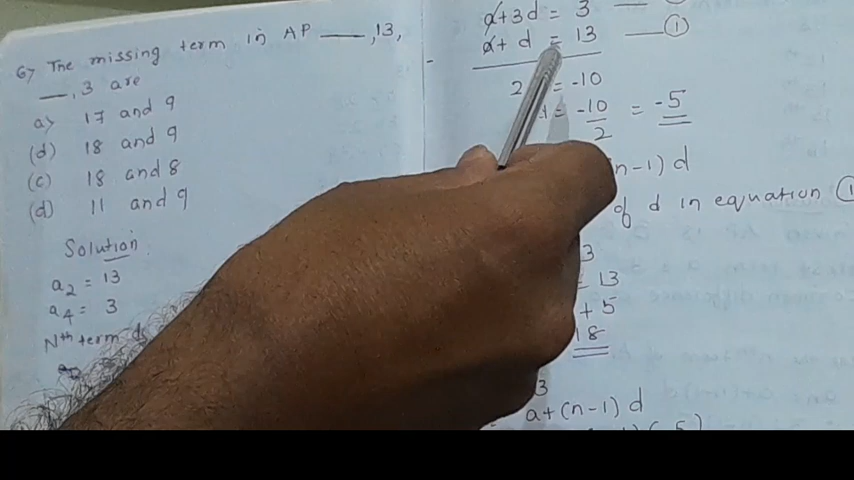 6) The missing term in AP ___, 13,
___, 3 are
a) 17 and 9
(d) 18 and 9
(c) 18 and 8
(d) 11 and 9
Solution
a2 = 13
a4 = 3
Nth term
a+3d = 3
a+ d = 13 — ①
-
2 = -10
= -10/2 = -5
n-1) d
of d in equation ①
3
= 13
+ 5
18
3
a+(n-1) d